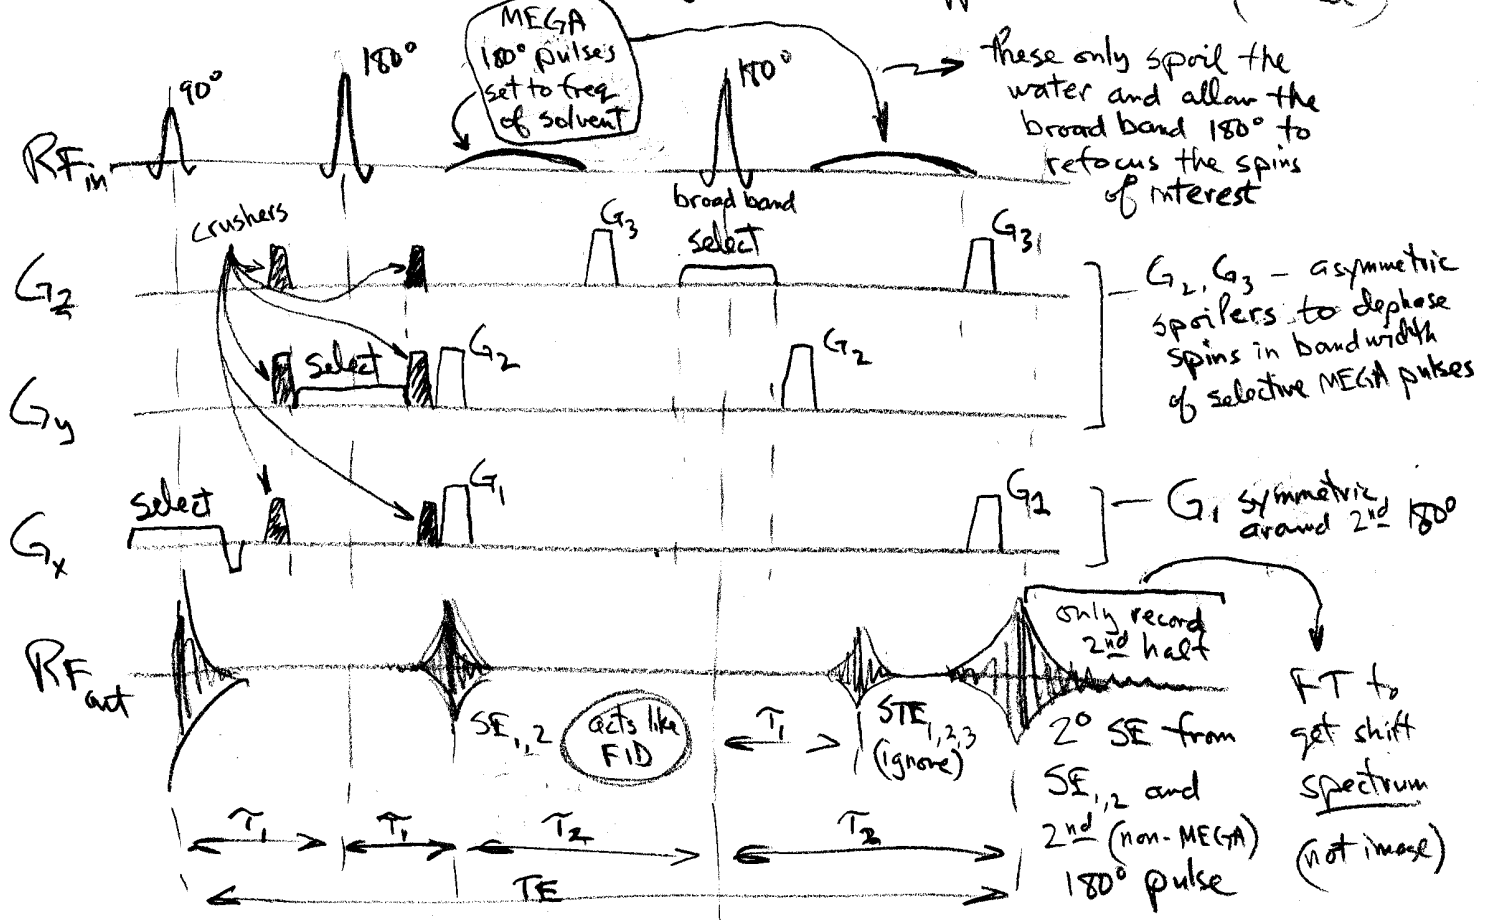 MEGA
180° pulses
set to freq
of solvent
90°
180°
180°
these only spoil the
water and allow the
broad band 180° to
refocus the spins
of interest
RF in
broad band
crushers
G3
select
G3
Gz
G2, G3 – asymmetric
spoilers to dephase
spins in bandwidth
of selective MEGA pulses
select
G2
G2
Gy
select
G1
G1
G1 symmetric
around 2nd 180°
Gx
only record
2nd half
RF out
FT to
get shift
spectrum
(not image)
SE1,2
acts like
FID
T1
STE1,2,3
(ignore)
2° SE from
SE1,2 and
2nd (non-MEGA)
180° pulse
T1
T1
T2
T2
TE